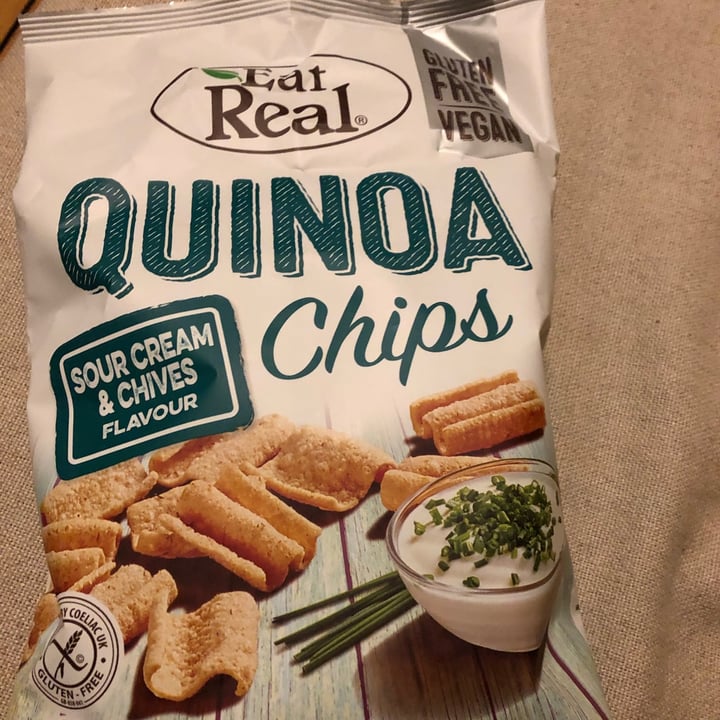 Eat
Real®
GLUTEN
FREE
VEGAN
QUINOA
Chips
SOUR CREAM
& CHIVES
FLAVOUR
COELIAC UK
GLUTEN-FREE